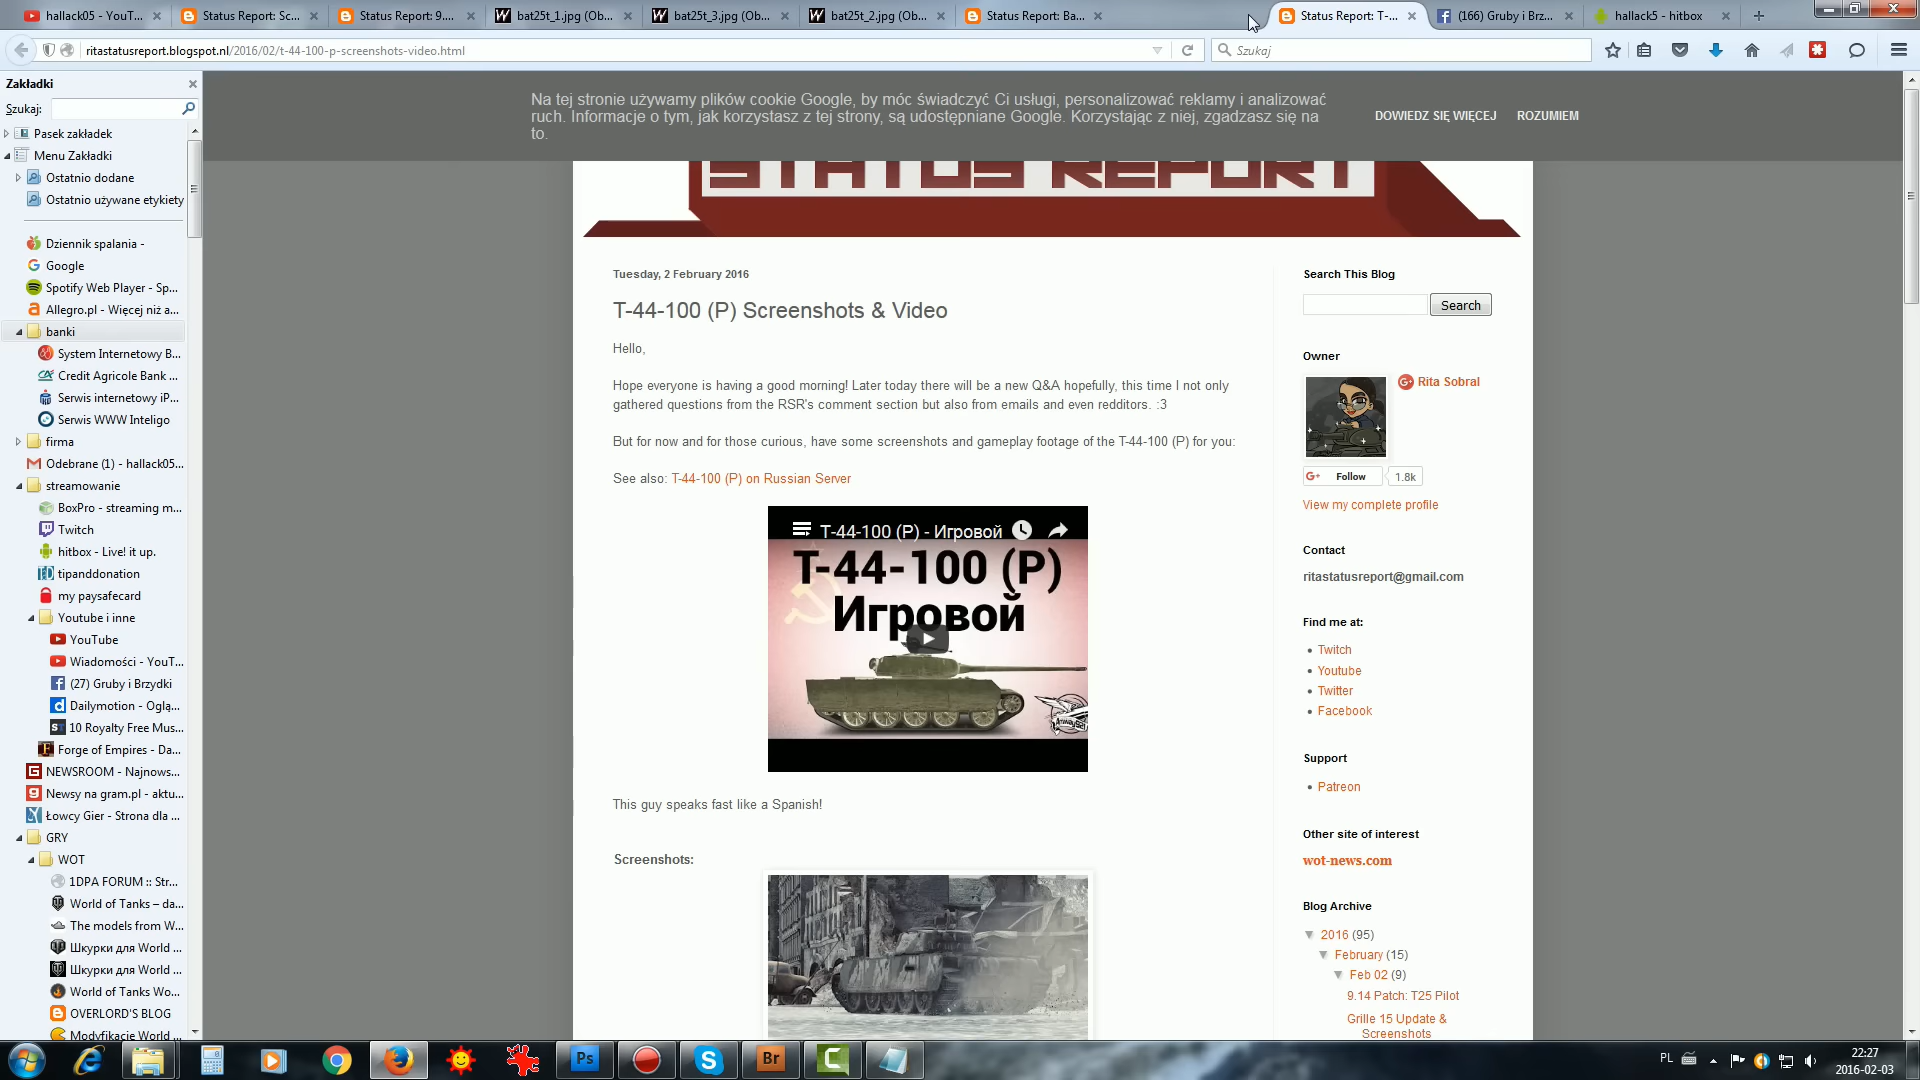 hallack05 - YouT...
Status Report: Sc...
Status Report: 9....
bat25t_1.jpg (Ob...
bat25t_3.jpg (Ob...
bat25t_2.jpg (Ob...
Status Report: Ba...
Status Report: T-...
(166) Gruby i Brz...
hallack5 - hitbox
ritastatusreport.blogspot.nl/2016/02/t-44-100-p-screenshots-video.html
Szukaj
Zakładki
Szukaj:
Pasek zakładek
Menu Zakładki
Ostatnio dodane
Ostatnio używane etykiety
Dziennik spalania -
Google
Spotify Web Player - Sp...
Allegro.pl - Więcej niż a...
banki
System Internetowy B...
Credit Agricole Bank ...
Serwis internetowy iP...
Serwis WWW Inteligo
firma
Odebrane (1) - hallack05...
streamowanie
BoxPro - streaming m...
Twitch
hitbox - Live! it up.
tipanddonation
my paysafecard
Youtube i inne
YouTube
Wiadomości - YouT...
(27) Gruby i Brzydki
Dailymotion - Oglą...
10 Royalty Free Mus...
Forge of Empires - Da...
NEWSROOM - Najnows...
Newsy na gram.pl - aktu...
Łowcy Gier - Strona dla ...
GRY
WOT
1DPA FORUM :: Str...
World of Tanks – da...
The models from W...
Шкурки для World ...
Шкурки для World ...
World of Tanks Wo...
OVERLORD'S BLOG
Modyfikacje World ...
Na tej stronie używamy plików cookie Google, by móc świadczyć Ci usługi, personalizować reklamy i analizować
ruch. Informacje o tym, jak korzystasz z tej strony, są udostępniane Google. Korzystając z niej, zgadzasz się na
to.
DOWIEDZ SIĘ WIĘCEJ
ROZUMIEM
STATUS REPORT
Tuesday, 2 February 2016
T-44-100 (P) Screenshots & Video
Hello,
Hope everyone is having a good morning! Later today there will be a new Q&A hopefully, this time I not only
gathered questions from the RSR's comment section but also from emails and even redditors. :3
But for now and for those curious, have some screenshots and gameplay footage of the T-44-100 (P) for you:
See also: T-44-100 (P) on Russian Server
T-44-100 (P) - Игровой
T-44-100 (P)
Игровой
This guy speaks fast like a Spanish!
Screenshots:
Search This Blog
Search
Owner
Rita Sobral
Follow
1.8k
View my complete profile
Contact
ritastatusreport@gmail.com
Find me at:
Twitch
Youtube
Twitter
Facebook
Support
Patreon
Other site of interest
wot-news.com
Blog Archive
2016 (95)
February (15)
Feb 02 (9)
9.14 Patch: T25 Pilot
Grille 15 Update &
Screenshots
Ps
Br
PL
22:27
2016-02-03